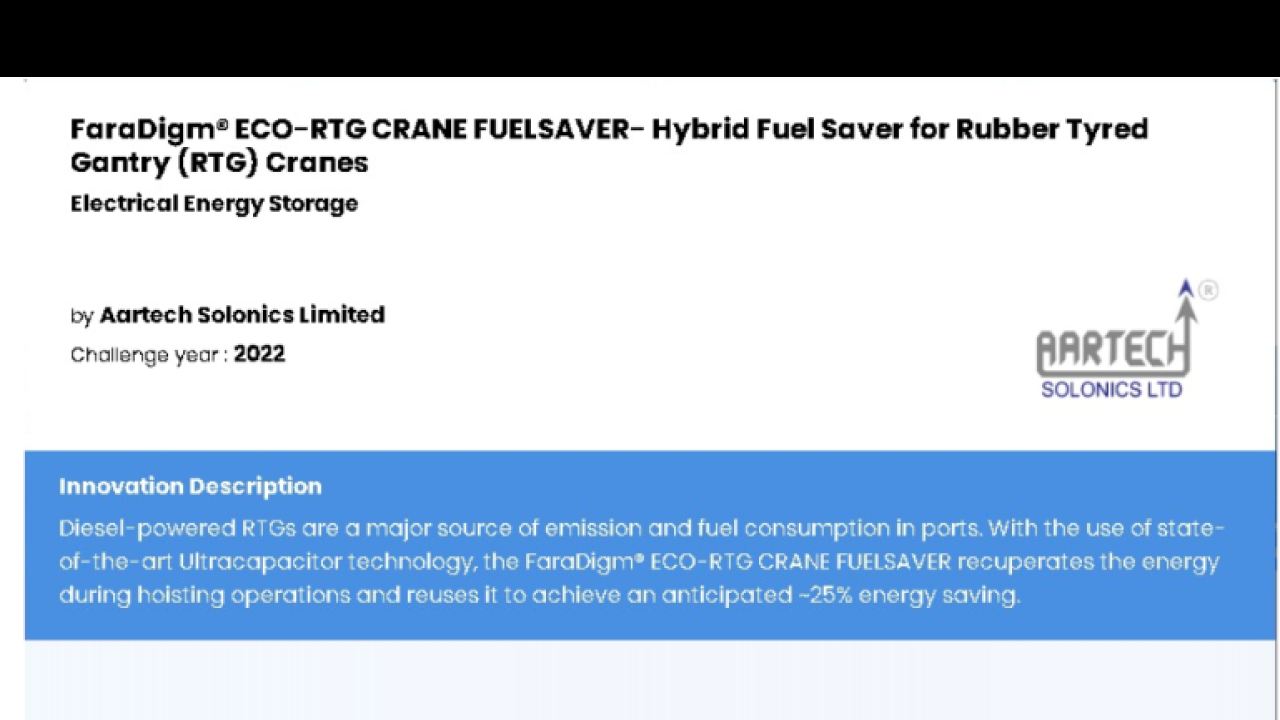 FaraDigm® ECO-RTG CRANE FUELSAVER- Hybrid Fuel Saver for Rubber Tyred
Gantry (RTG) Cranes
Electrical Energy Storage
by Aartech Solonics Limited
Challenge year : 2022
®
AARTECH
SOLONICS LTD
Innovation Description
Diesel-powered RTGs are a major source of emission and fuel consumption in ports. With the use of state-
of-the-art Ultracapacitor technology, the FaraDigm® ECO-RTG CRANE FUELSAVER recuperates the energy
during hoisting operations and reuses it to achieve an anticipated ~25% energy saving.